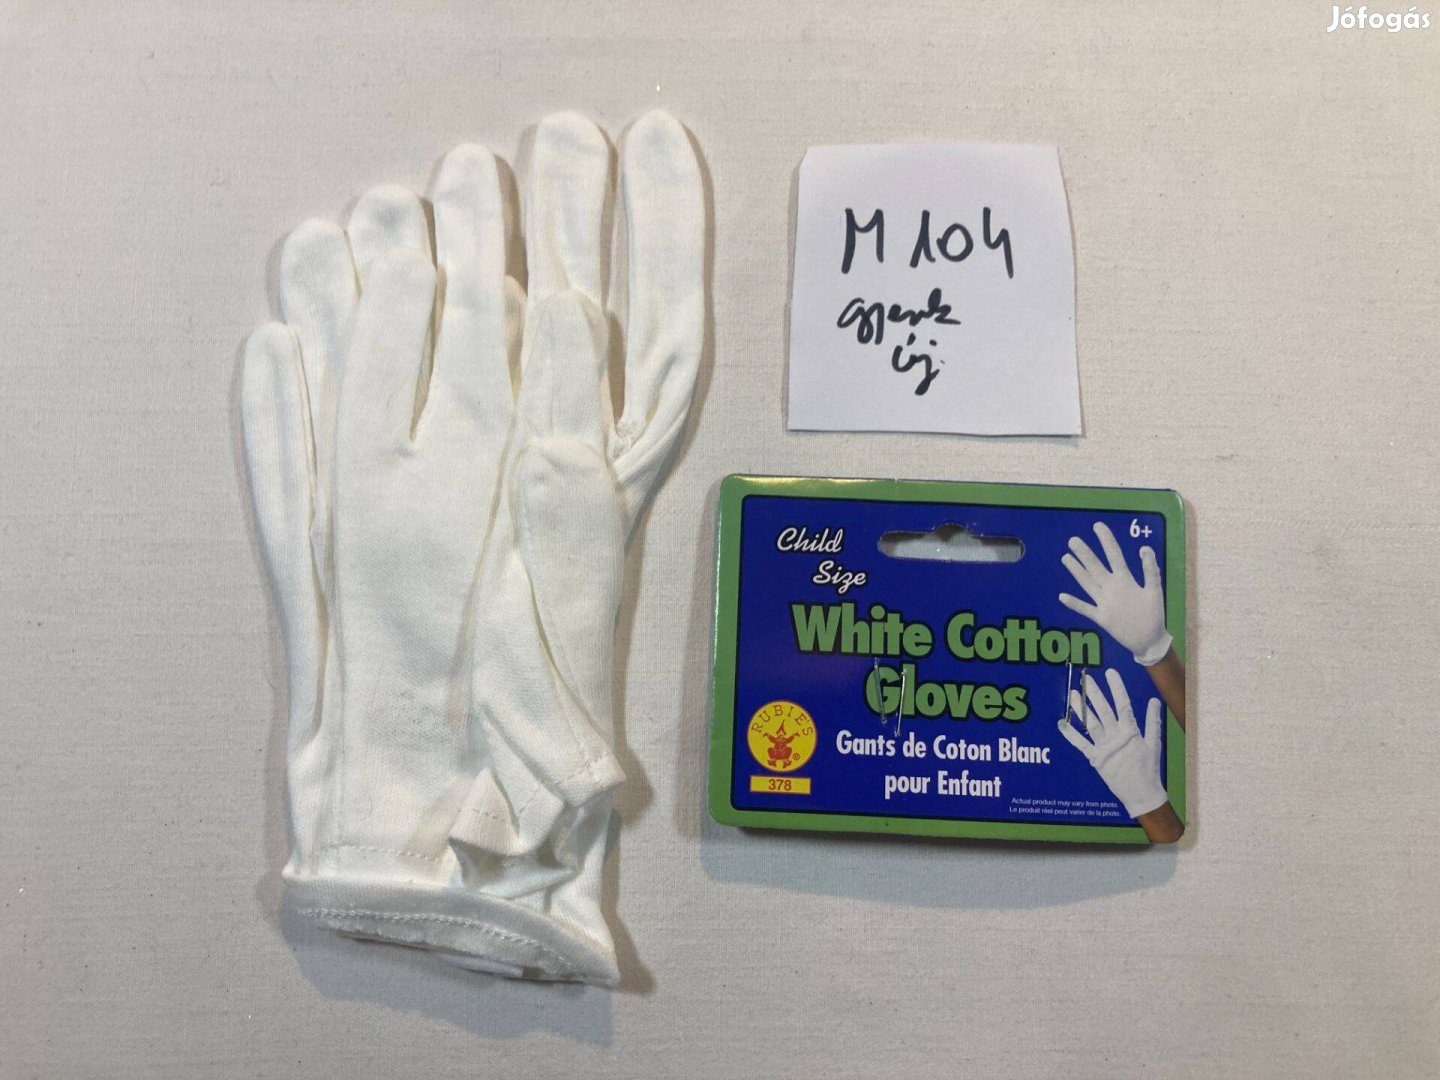 Jófogás
M 104
gyerek
új.
Child
Size
6+
White Cotton
Gloves
RUBIE'S
378
Gants de Coton Blanc
pour Enfant
Actual product may vary from photo.
Le produit réel peut varier de la photo.